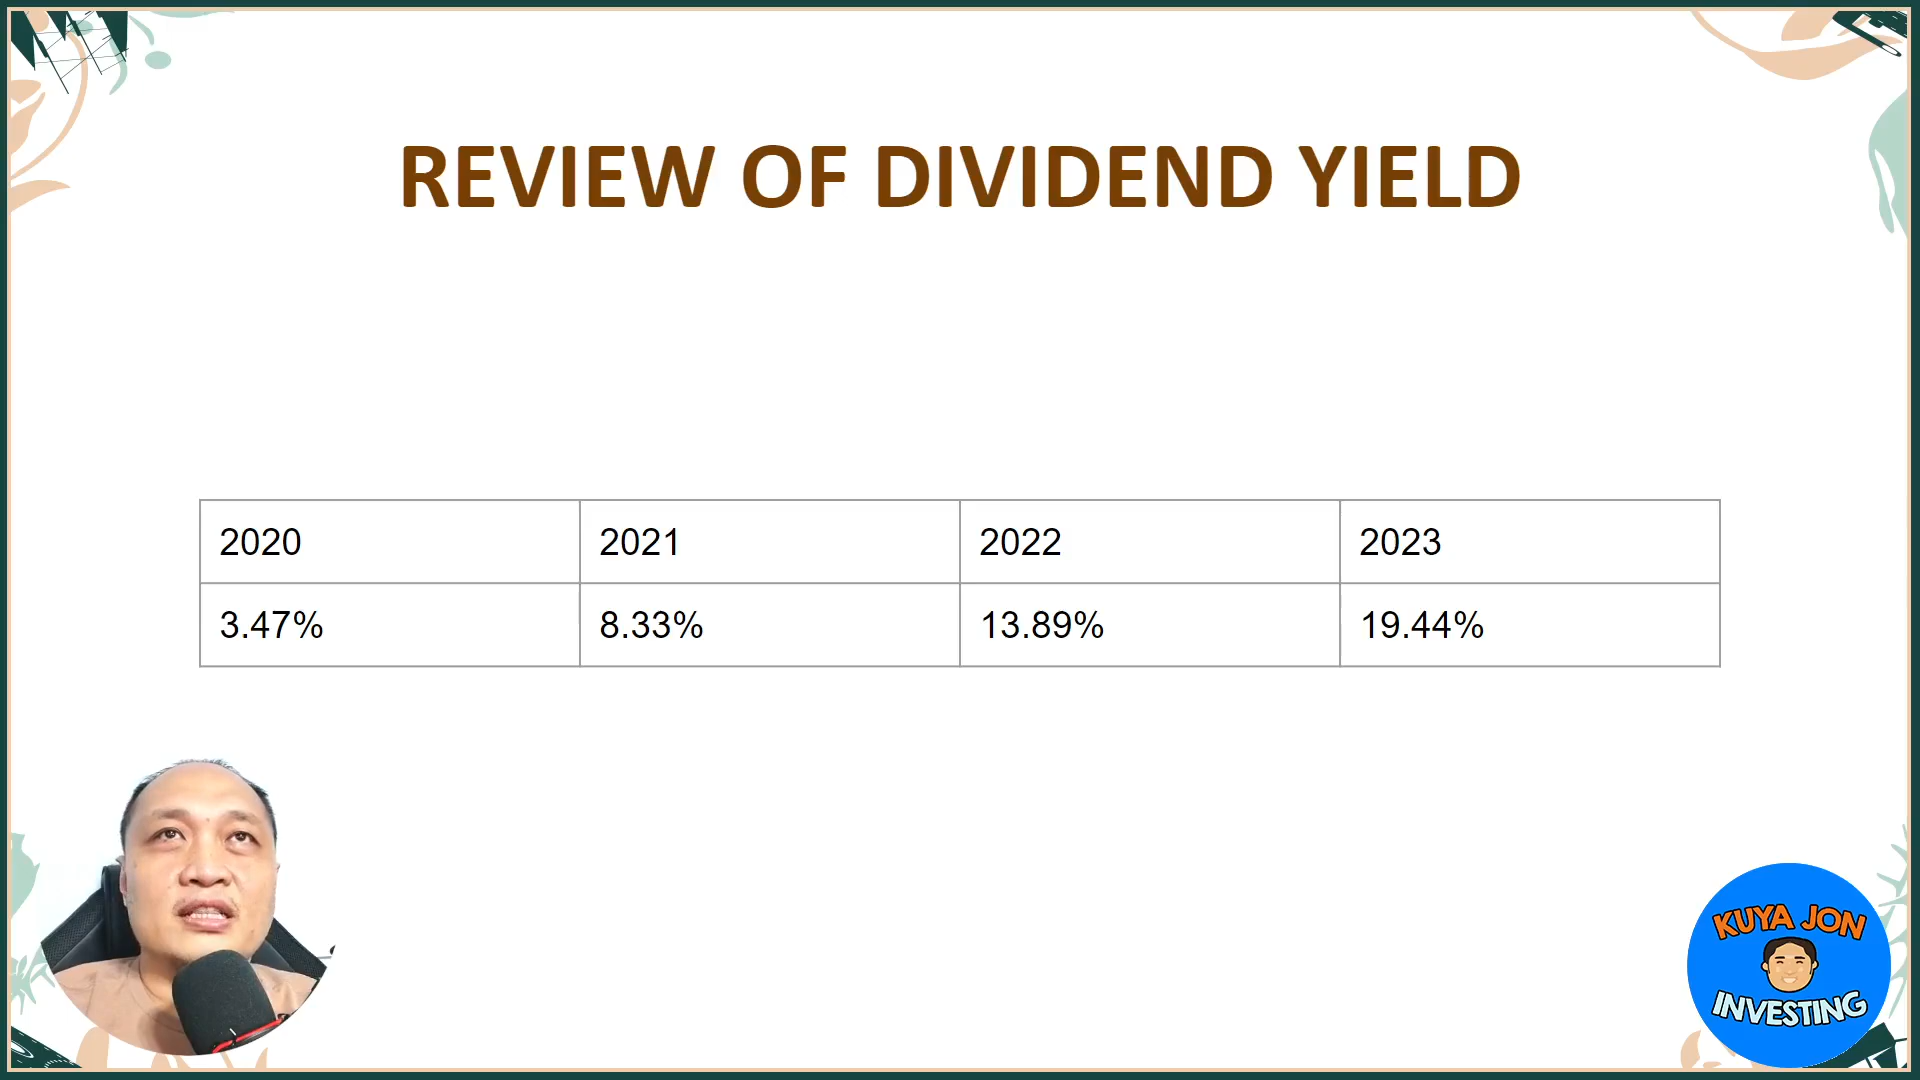 REVIEW OF DIVIDEND YIELD
2020 2021 2022 2023
3.47% 8.33% 13.89% 19.44%
KUYA JON
INVESTING